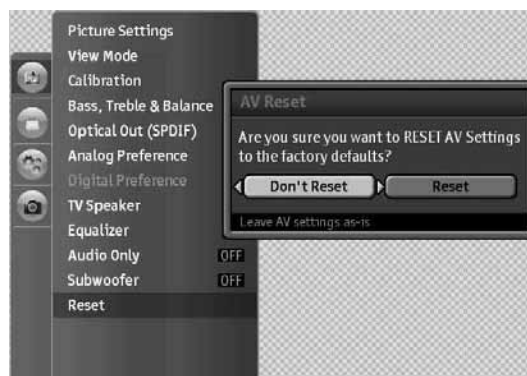 Picture Settings
View Mode
Calibration
Bass, Treble & Balance
Optical Out (SPDIF)
Analog Preference
Digital Preference
TV Speaker
Equalizer
Audio Only OFF
Subwoofer OFF
Reset
AV Reset
Are you sure you want to RESET AV Settings
to the factory defaults?
Don't Reset Reset
Leave AV settings as-is